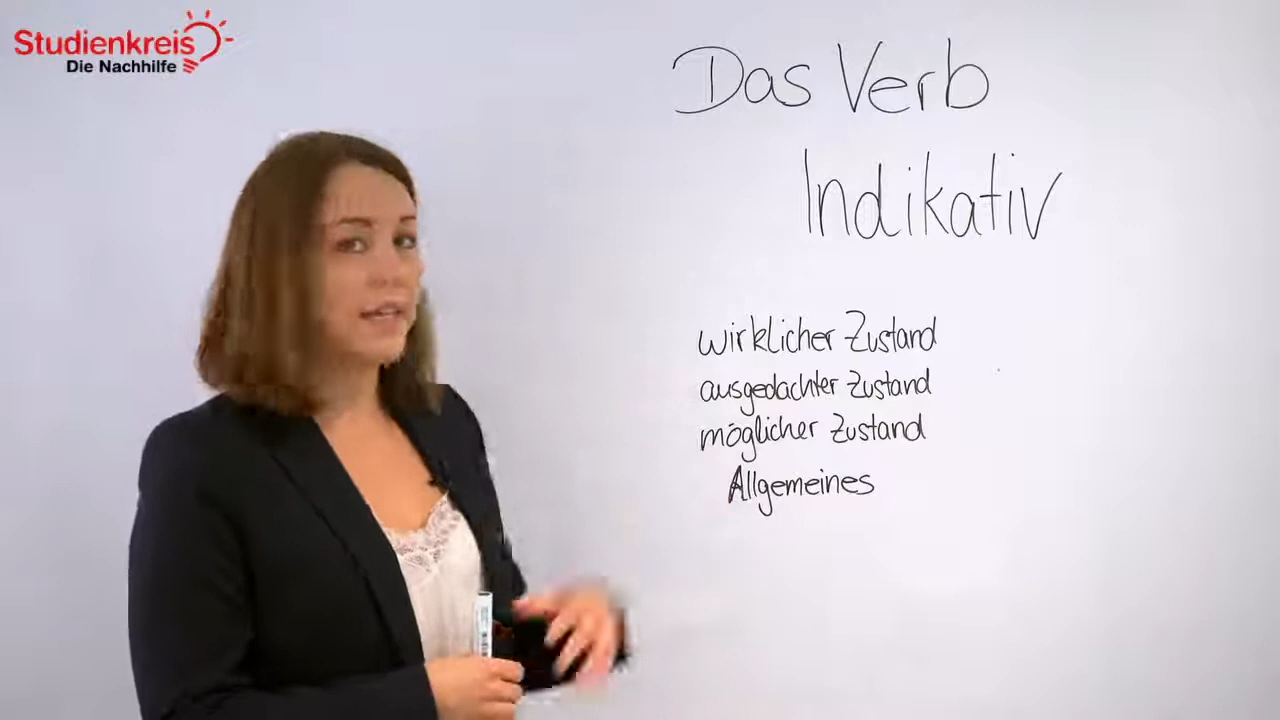 Studienkreis
Die Nachhilfe
Das Verb
Indikativ
wirklicher Zustand
ausgedachter Zustand
möglicher Zustand
Allgemeines